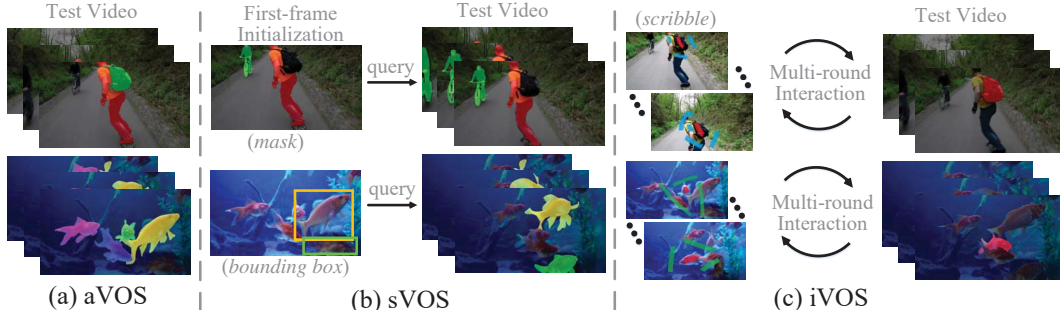 Test Video
(a) aVOS
First-frame
Initialization
query
(mask)
Test Video
query
(bounding box)
(b) sVOS
(scribble)
Multi-round
Interaction
Test Video
Multi-round
Interaction
(c) iVOS